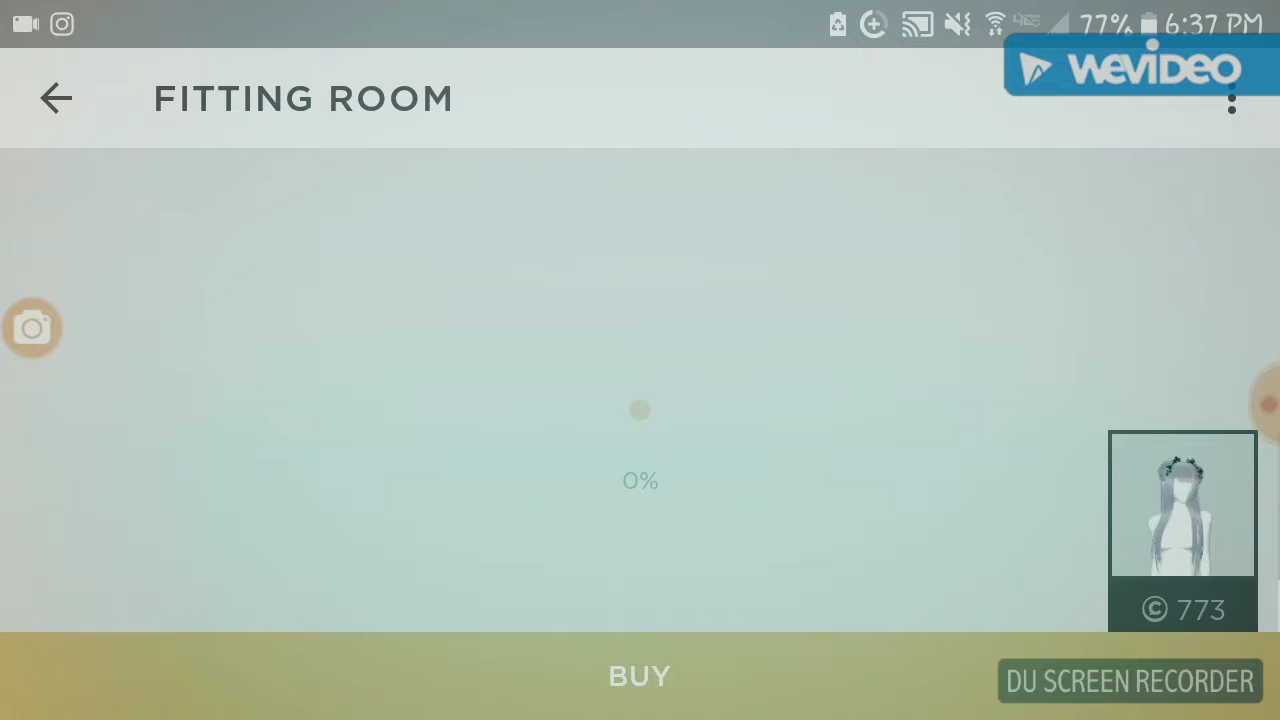 77% 6:37 PM
WEVIDEO
FITTING ROOM
0%
© 773
BUY
DU SCREEN RECORDER